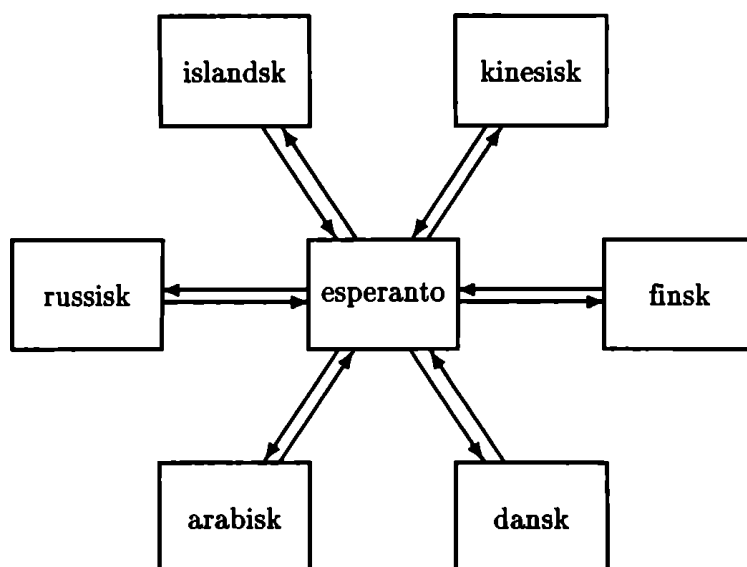 islandsk
kinesisk
russisk
esperanto
finsk
arabisk
dansk